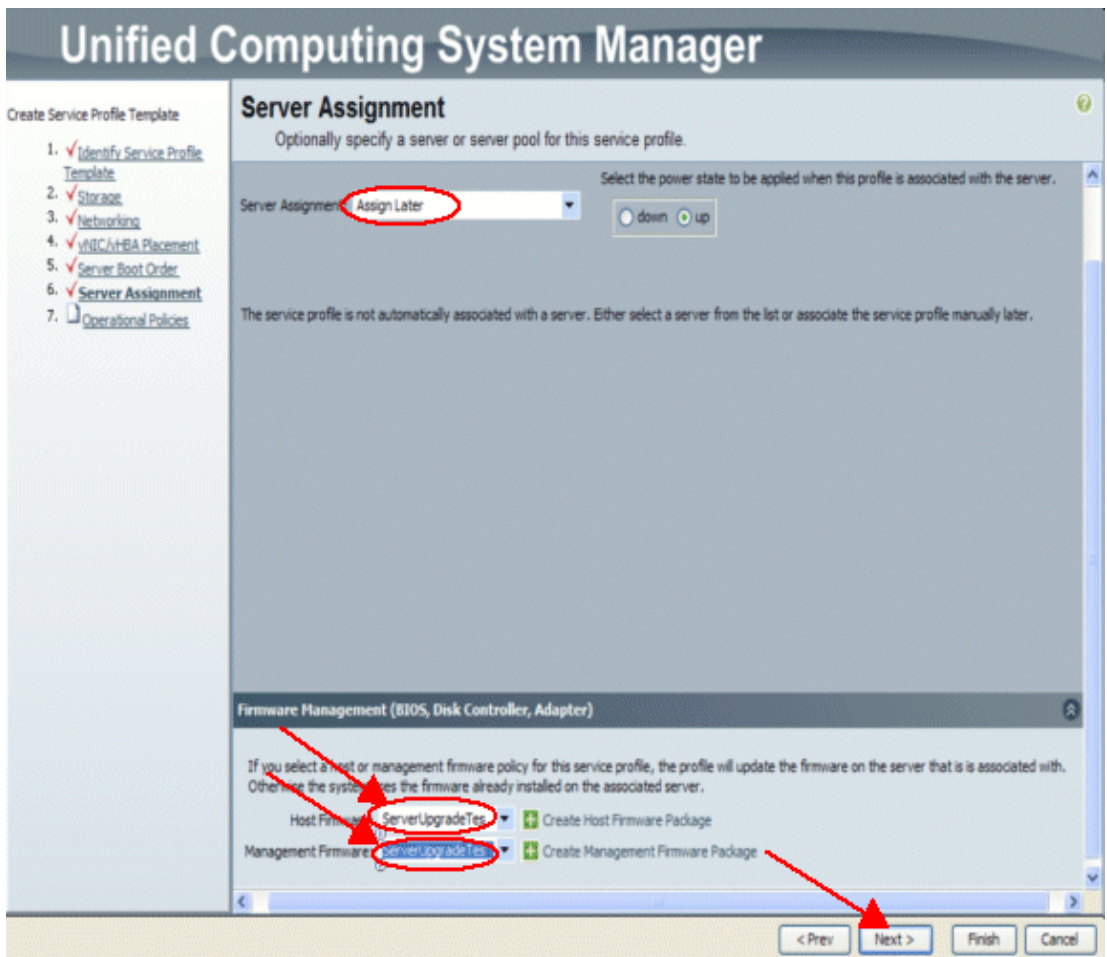 Unified Computing System Manager
Create Service Profile Template
1. Identify Service Profile
Template
2. Storage
3. Networking
4. vNIC/vHBA Placement
5. Server Boot Order
6. Server Assignment
7. Operational Policies
Server Assignment
Optionally specify a server or server pool for this service profile.
Server Assignment: Assign Later
Select the power state to be applied when this profile is associated with the server.
down up
The service profile is not automatically associated with a server. Either select a server from the list or associate the service profile manually later.
Firmware Management (BIOS, Disk Controller, Adapter)
If you select a host or management firmware policy for this service profile, the profile will update the firmware on the server that is is associated with.
Otherwise the system uses the firmware already installed on the associated server.
Host Firmware: ServerUpgradeTes
Create Host Firmware Package
Management Firmware: ServerUpgradeTes
Create Management Firmware Package
< Prev
Next >
Finish
Cancel